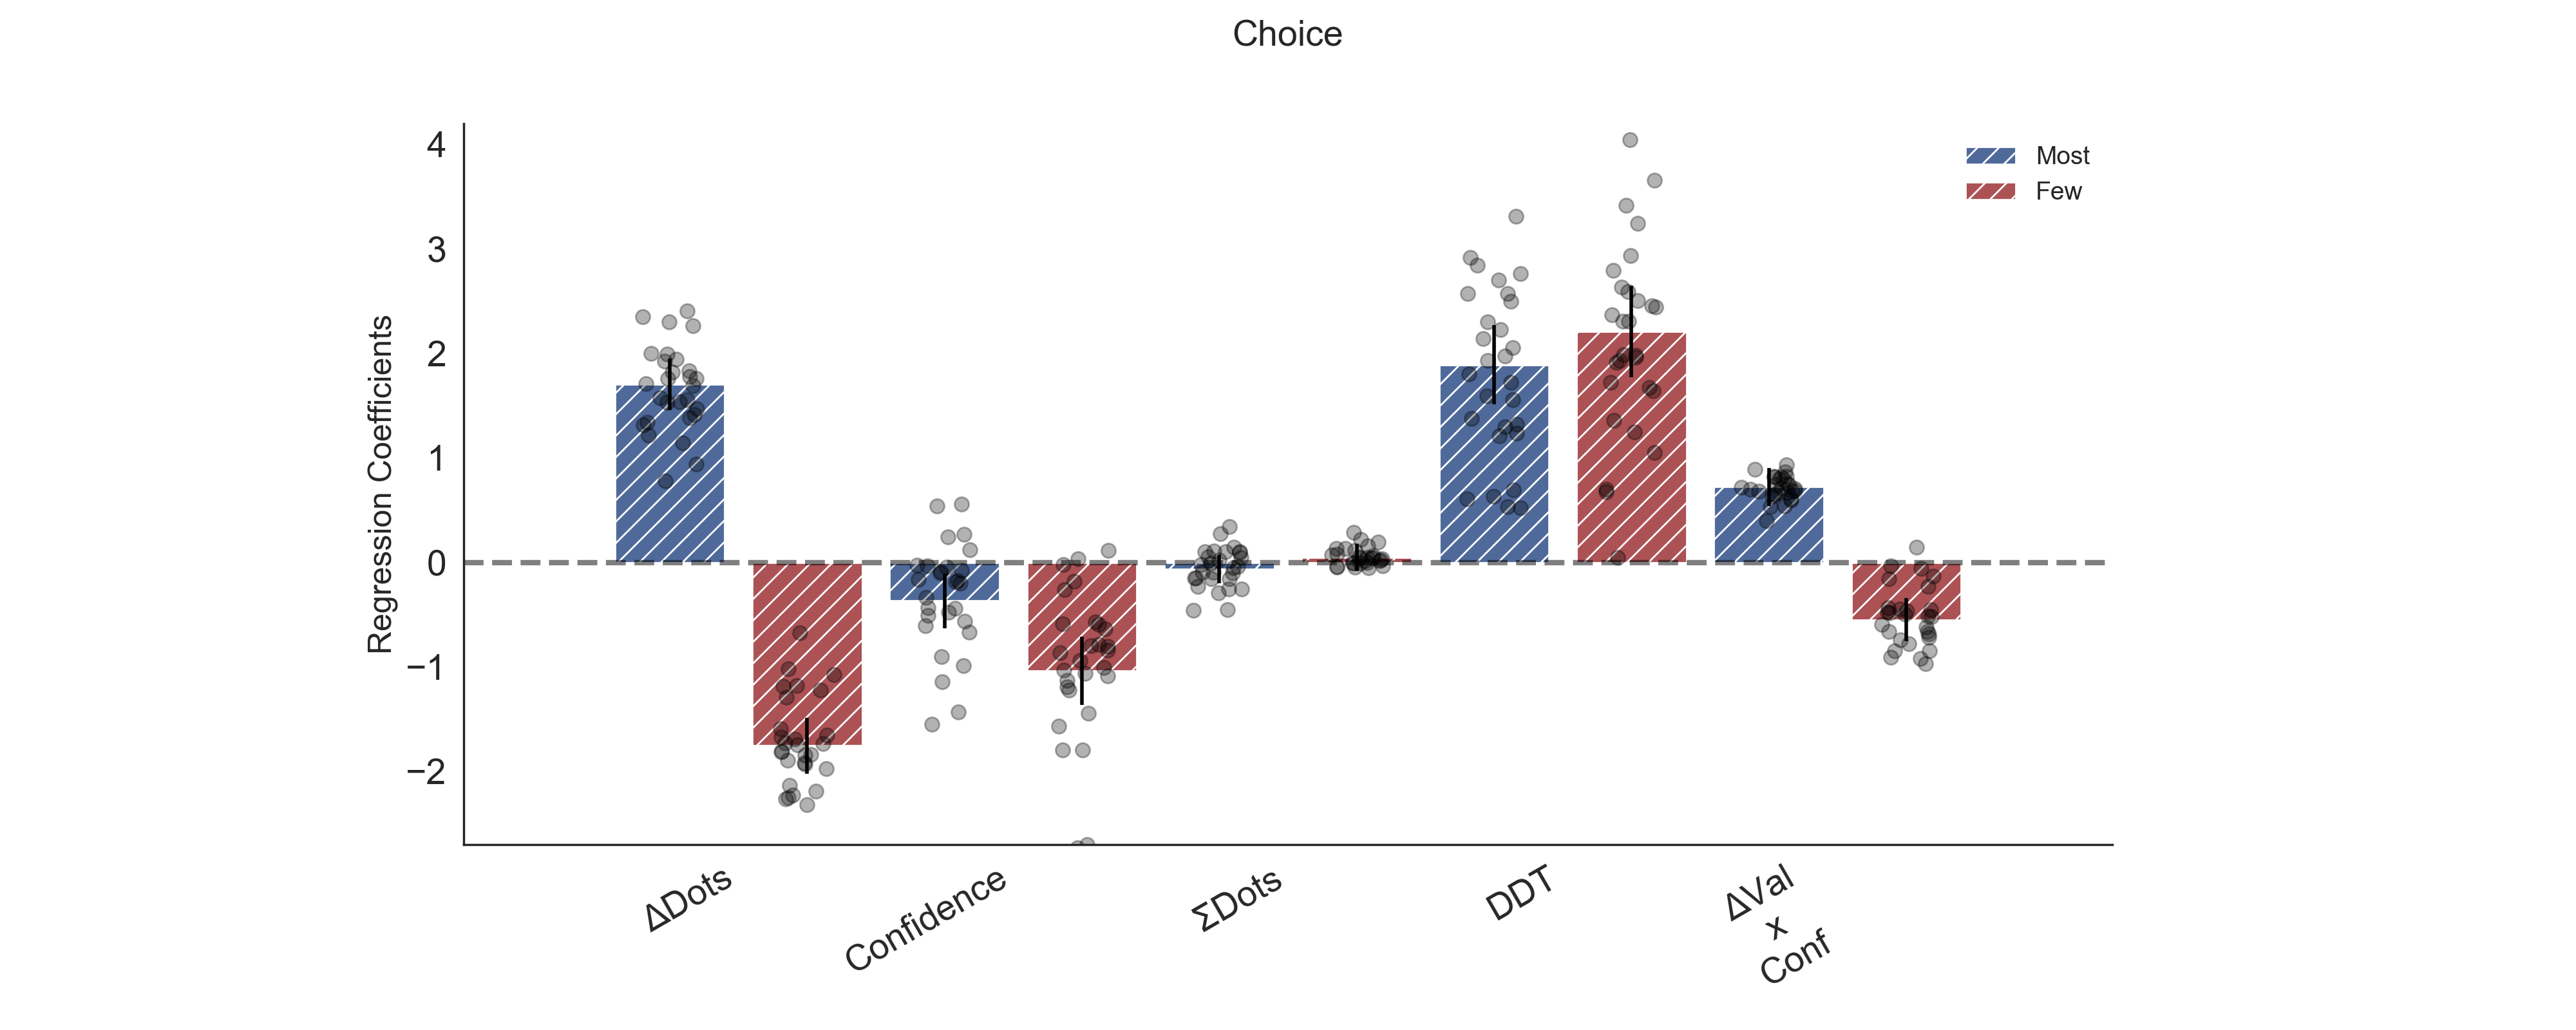 Choice
Regression Coefficients
4
3
2
1
0
−1
−2
Most
Few
ΔDots
Confidence
ΣDots
DDT
ΔVal
x
Conf